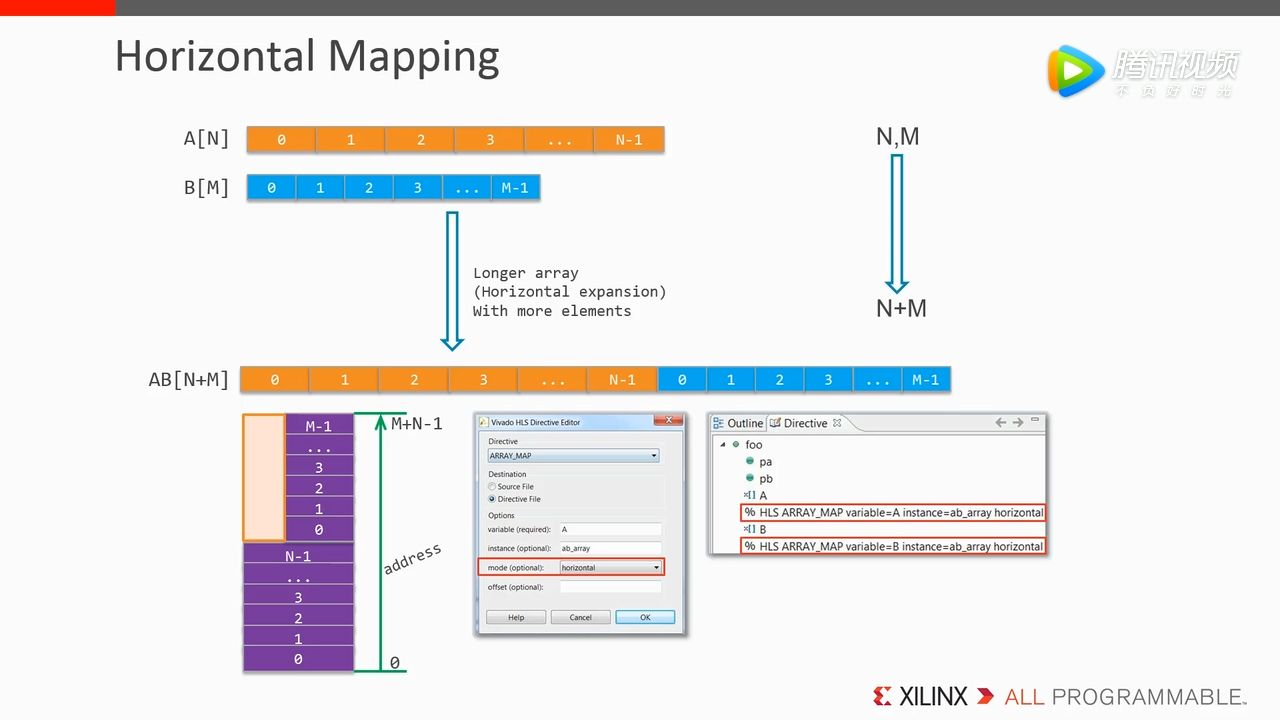 Horizontal Mapping
腾讯视频
不负好时光
A[N] 0 1 2 3 ... N-1
N,M
B[M] 0 1 2 3 ... M-1
Longer array
(Horizontal expansion)
With more elements
N+M
AB[N+M] 0 1 2 3 ... N-1 0 1 2 3 ... M-1
M-1
...
3
2
1
0
N-1
...
3
2
1
0
M+N-1
address
0
Vivado HLS Directive Editor
Directive
ARRAY_MAP
Destination
Source File
Directive File
Options
variable (required): A
instance (optional): ab_array
mode (optional): horizontal
offset (optional):
Help Cancel OK
Outline Directive
foo
pa
pb
A
% HLS ARRAY_MAP variable=A instance=ab_array horizontal
B
% HLS ARRAY_MAP variable=B instance=ab_array horizontal
XILINX ALL PROGRAMMABLE™